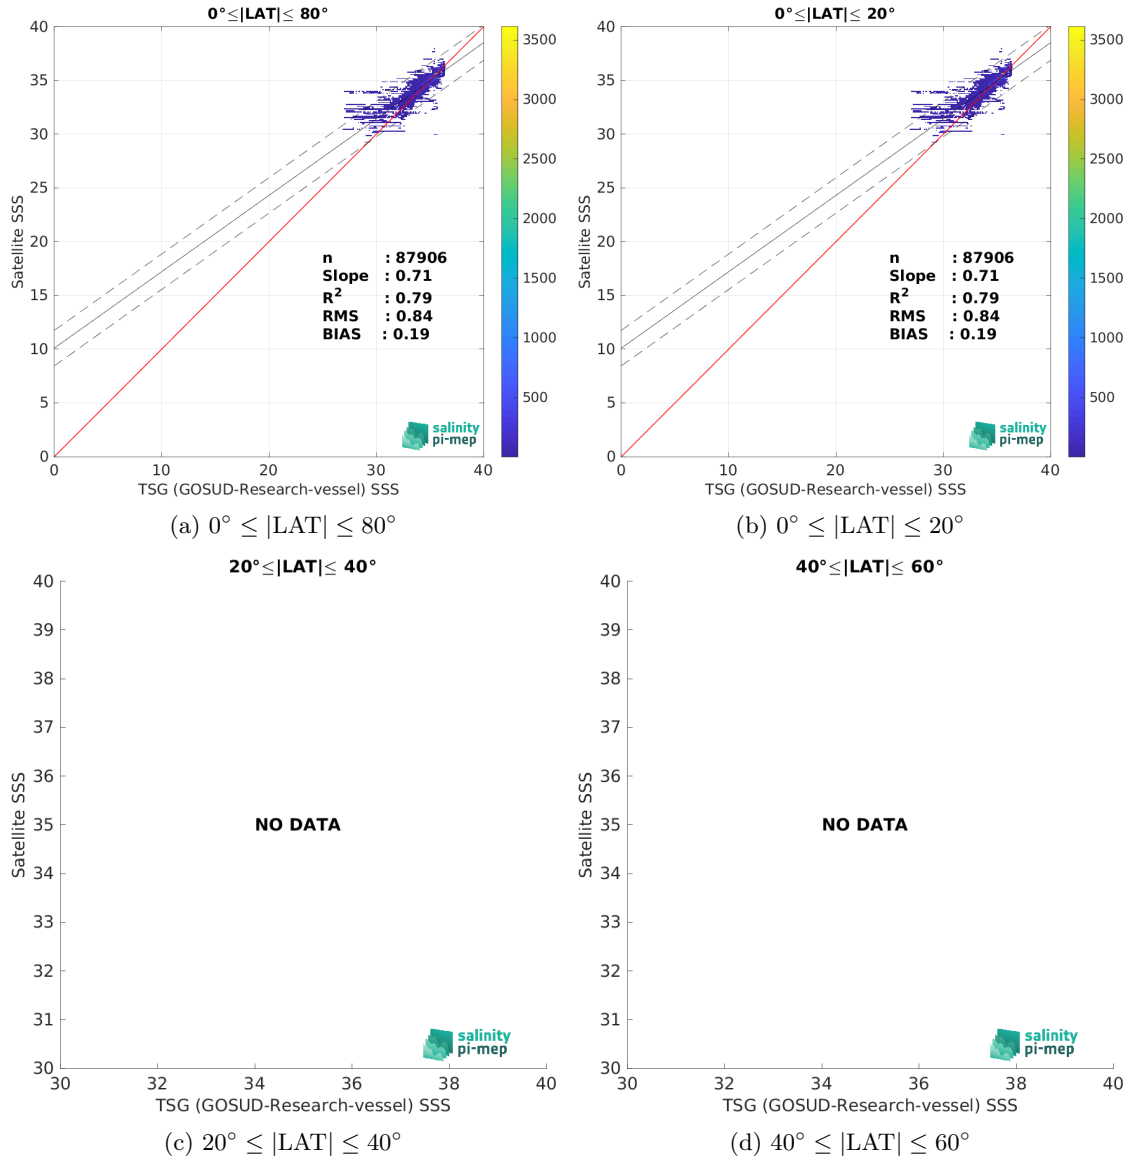 0°≤|LAT|≤ 80°
40
35
30
25
20
15
10
5
0
Satellite SSS
n : 87906
Slope : 0.71
R² : 0.79
RMS : 0.84
BIAS : 0.19
salinity
pi-mep
0 10 20 30 40
TSG (GOSUD-Research-vessel) SSS
3500
3000
2500
2000
1500
1000
500
(a) 0° ≤ |LAT| ≤ 80°
0°≤|LAT|≤ 20°
40
35
30
25
20
15
10
5
0
Satellite SSS
n : 87906
Slope : 0.71
R² : 0.79
RMS : 0.84
BIAS : 0.19
salinity
pi-mep
0 10 20 30 40
TSG (GOSUD-Research-vessel) SSS
3500
3000
2500
2000
1500
1000
500
(b) 0° ≤ |LAT| ≤ 20°
20°≤|LAT|≤ 40°
40
39
38
37
36
35
34
33
32
31
30
Satellite SSS
NO DATA
salinity
pi-mep
30 32 34 36 38 40
TSG (GOSUD-Research-vessel) SSS
(c) 20° ≤ |LAT| ≤ 40°
40°≤|LAT|≤ 60°
40
39
38
37
36
35
34
33
32
31
30
Satellite SSS
NO DATA
salinity
pi-mep
30 32 34 36 38 40
TSG (GOSUD-Research-vessel) SSS
(d) 40° ≤ |LAT| ≤ 60°